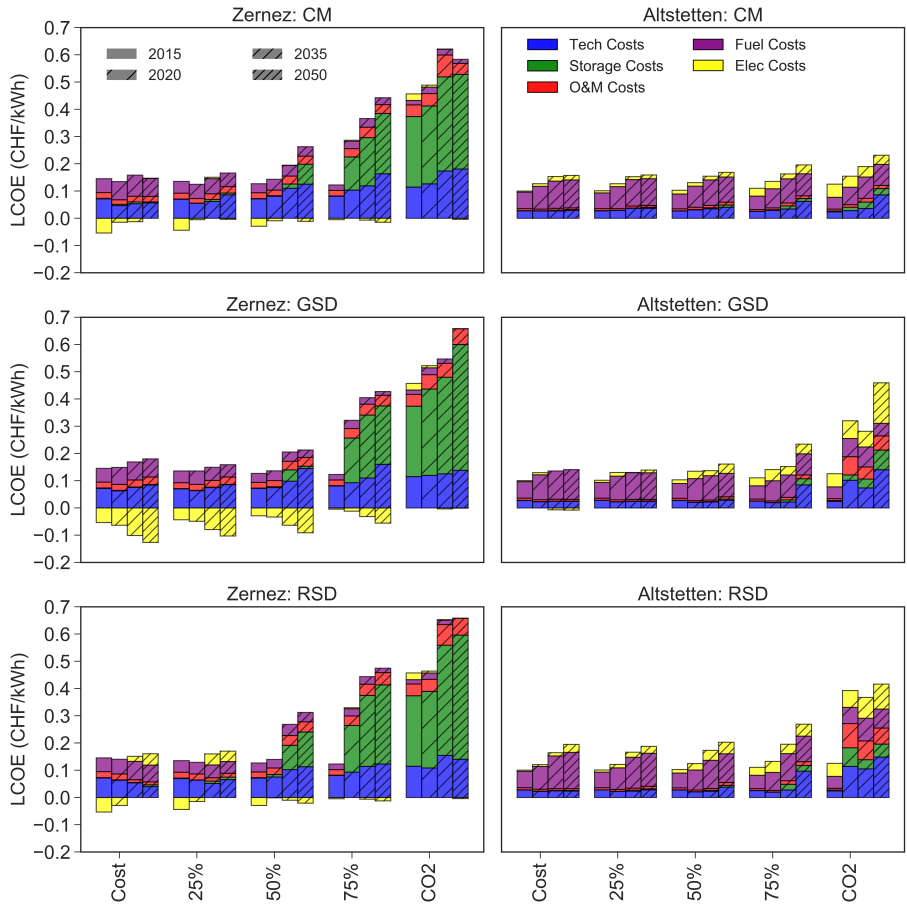 Zernez: CM
Altstetten: CM
LCOE (CHF/kWh)
0.7
0.6
0.5
0.4
0.3
0.2
0.1
0.0
−0.1
−0.2
2015
2035
2020
2050
Tech Costs
Fuel Costs
Storage Costs
Elec Costs
O&M Costs
Zernez: GSD
Altstetten: GSD
LCOE (CHF/kWh)
0.7
0.6
0.5
0.4
0.3
0.2
0.1
0.0
−0.1
−0.2
Zernez: RSD
Altstetten: RSD
LCOE (CHF/kWh)
0.7
0.6
0.5
0.4
0.3
0.2
0.1
0.0
−0.1
−0.2
Cost
25%
50%
75%
CO2
Cost
25%
50%
75%
CO2